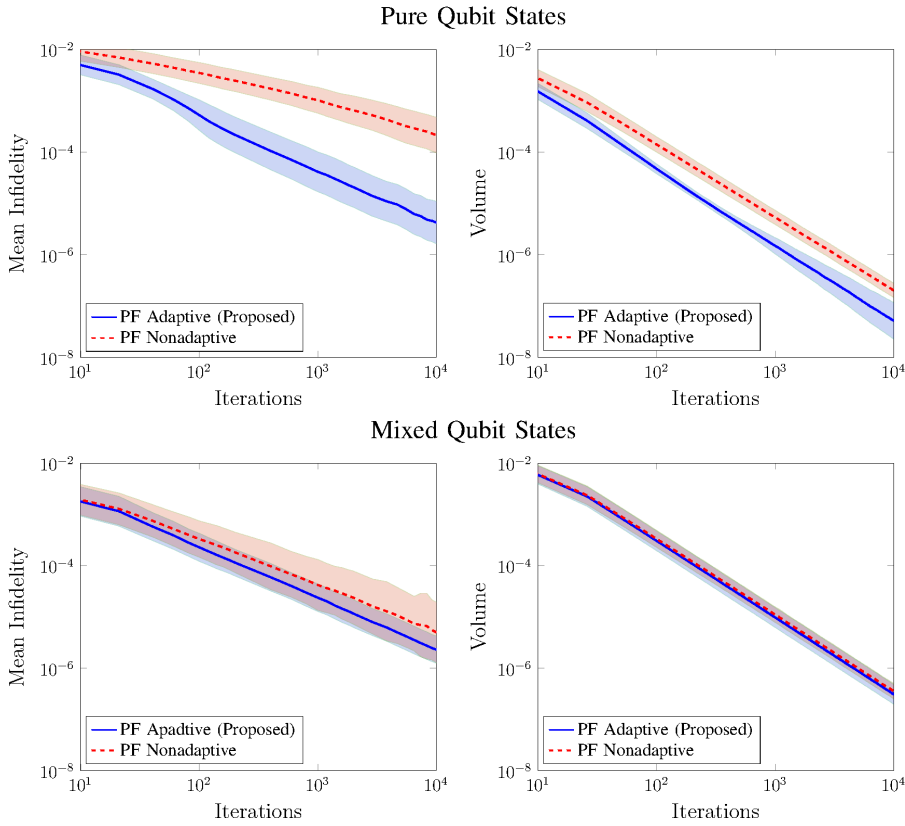 Pure Qubit States
Mean Infidelity
10^-2
10^-4
10^-6
10^-8
10^1
10^2
10^3
10^4
Iterations
PF Adaptive (Proposed)
PF Nonadaptive
Volume
10^-2
10^-4
10^-6
10^-8
10^1
10^2
10^3
10^4
Iterations
PF Adaptive (Proposed)
PF Nonadaptive
Mixed Qubit States
Mean Infidelity
10^-2
10^-4
10^-6
10^-8
10^1
10^2
10^3
10^4
Iterations
PF Apadtive (Proposed)
PF Nonadaptive
Volume
10^-2
10^-4
10^-6
10^-8
10^1
10^2
10^3
10^4
Iterations
PF Adaptive (Proposed)
PF Nonadaptive